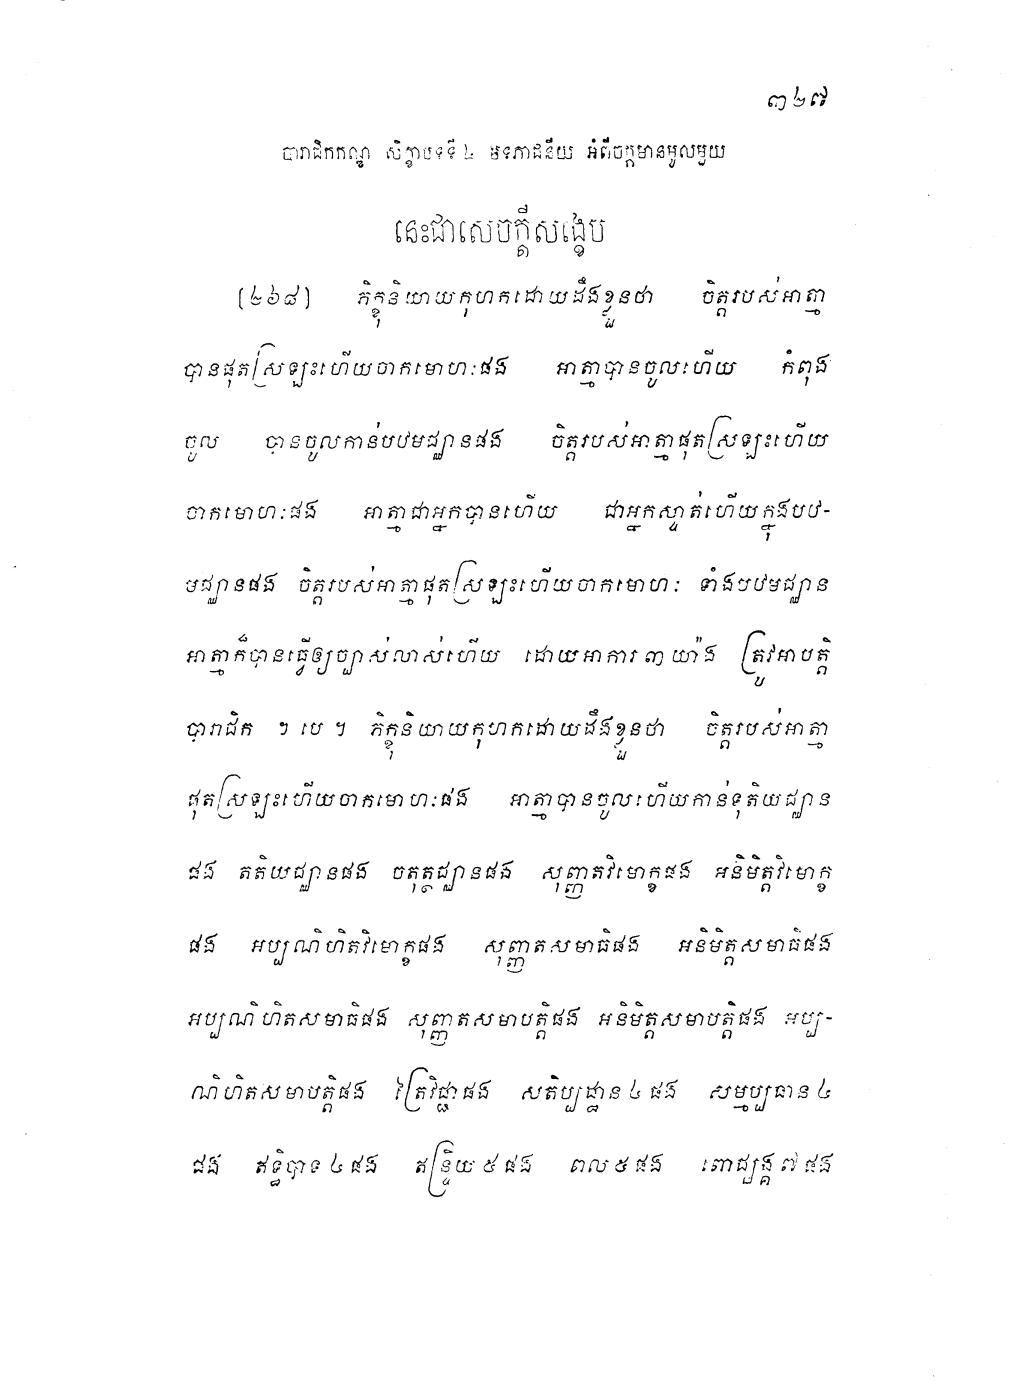 ៣២៧
បារាជិកកណ្ឌ សិក្ខាបទទី ៤ បទភាជនីយ អំពីចក្កមានមូលមួយ
នេះជាសេចក្តីសង្ខេប
[២៦៨] ភិក្ខុនិយាយកុហកដោយដឹងខ្លួនថា ចិត្តរបស់អាត្មា
បានផុតស្រឡះហើយចាកមោហៈផង អាត្មាបានចូលហើយ កំពុង
ចូល បានចូលកាន់បឋមជ្ឈានផង ចិត្តរបស់អាត្មាផុតស្រឡះហើយ
ចាកមោហៈផង អាត្មាជាអ្នកបានហើយ ជាអ្នកស្ទាត់ហើយក្នុងបឋ-
មជ្ឈានផង ចិត្តរបស់អាត្មាផុតស្រឡះហើយចាកមោហៈ ទាំងបឋមជ្ឈាន
អាត្មាក៏បានធ្វើឲ្យច្បាស់លាស់ហើយ ដោយអាការ ៣ យ៉ាង ត្រូវអាបត្តិ
បារាជិក ។ បេ ។ ភិក្ខុនិយាយកុហកដោយដឹងខ្លួនថា ចិត្តរបស់អាត្មា
ផុតស្រឡះហើយចាកមោហៈផង អាត្មាបានចូលហើយកាន់ទុតិយជ្ឈាន
ផង តតិយជ្ឈានផង ចតុត្ថជ្ឈានផង សុញ្ញតវិមោក្ខផង អនិមិត្តវិមោក្ខ
ផង អប្បណិហិតវិមោក្ខផង សុញ្ញតសមាធិផង អនិមិត្តសមាធិផង
អប្បណិហិតសមាធិផង សុញ្ញតសមាបត្តិផង អនិមិត្តសមាបត្តិផង អប្ប-
ណិហិតសមាបត្តិផង ត្រៃវិជ្ជាផង សតិប្បដ្ឋាន ៤ ផង សម្មប្បធាន ៤
ផង ឥទ្ធិបាទ ៤ ផង ឥន្ទ្រិយ ៥ ផង ពល ៥ ផង ពោជ្ឈង្គ ៧ ផង